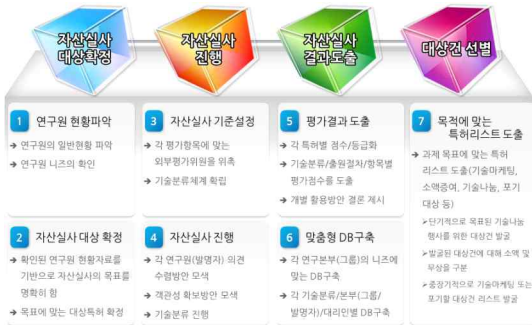 자산실사
대상확정
자산실사
진행
자산실사
결과도출
대상건 선별
1 연구원 현황파악
➔ 연구원의 일반현황 파악
➔ 연구원 니즈의 확인
2 자산실사 대상 확정
➔ 확인된 연구원 현황자료를
기반으로 자산실사의 목표를
명확히 함
➔ 목적에 맞는 대상특허 확정
3 자산실사 기준설정
➔ 각 평가항목에 맞는
외부평가위원을 위촉
➔ 기술분류체계 확립
4 자산실사 진행
➔ 각 연구원(발명자) 의견
수렴방안 모색
➔ 객관성 확보방안 모색
➔ 기술분류 진행
5 평가결과 도출
➔ 각 특허별 점수/등급화
➔ 기술분류/출원절차/항목별
평가점수를 도출
➔ 개별 활용방안 결론 제시
6 맞춤형 DB구축
➔ 각 연구본부(그룹)의 니즈에
맞는 DB구축
➔ 각 기술분류/본부(그룹/
발명자)/대리인별 DB구축
7 목적에 맞는
특허리스트 도출
➔ 과제 목표에 맞는 특허
리스트 도출(기술마케팅,
소액증여, 기술나눔, 포기
대상 등)
➢단기적으로 목표된 기술나눔
행사를 위한 대상건 발굴
➢발굴된 대상건에 대해 소액 및
무상을 구분
➢중장기적으로 기술마케팅 또는
포기할 대상건 리스트 발굴